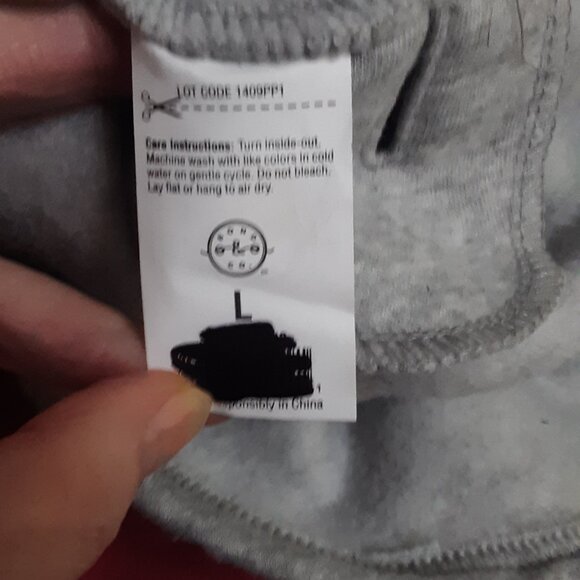 LOT CODE 1409PP1
Care Instructions: Turn inside-out.
Machine wash with like colors in cold
water on gentle cycle. Do not bleach.
Lay flat or hang to air dry.
L
1
in China